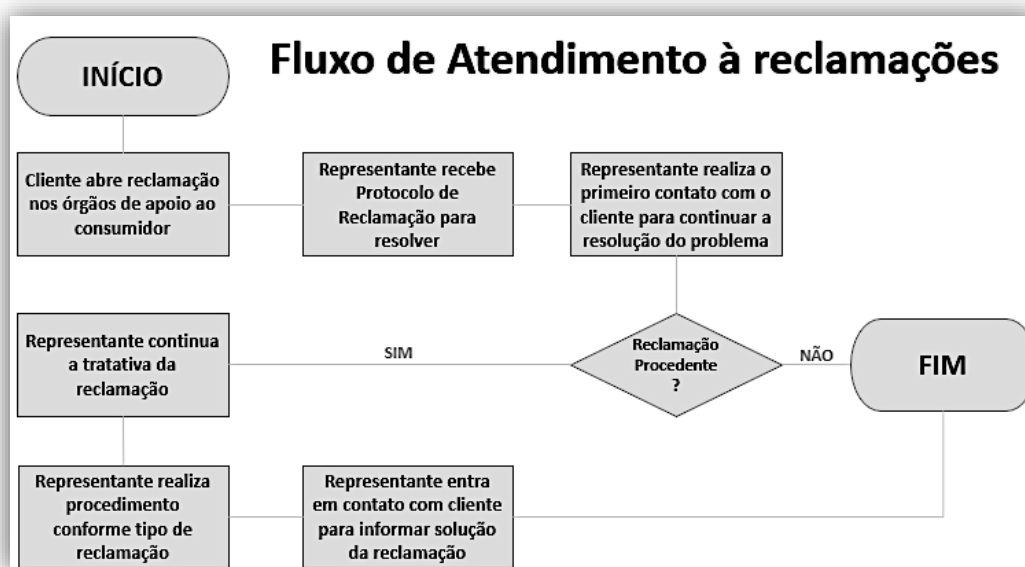 INÍCIO
Fluxo de Atendimento à reclamações
Cliente abre reclamação
nos órgãos de apoio ao
consumidor
Representante recebe
Protocolo de
Reclamação para
resolver
Representante realiza o
primeiro contato com o
cliente para continuar a
resolução do problema
Representante continua
a tratativa da
reclamação
SIM
Reclamação
Procedente
?
NÃO
FIM
Representante realiza
procedimento
conforme tipo de
reclamação
Representante entra
em contato com cliente
para informar solução
da reclamação